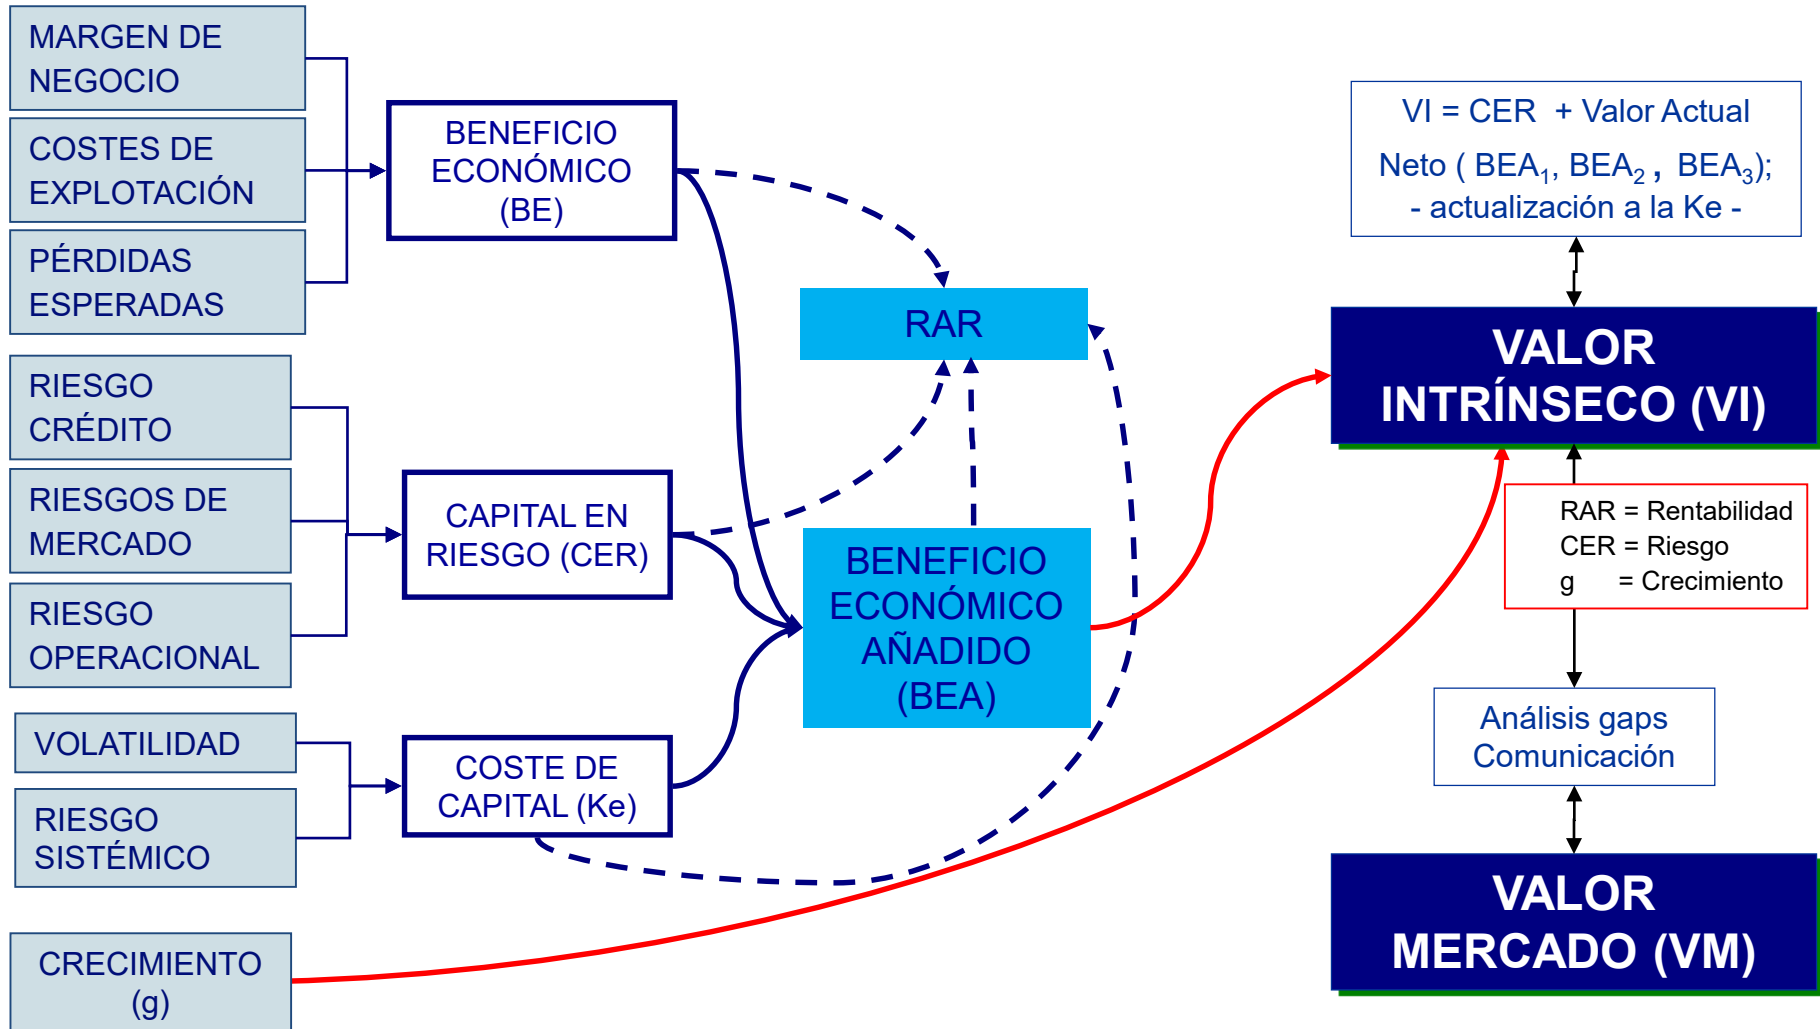 MARGEN DE
NEGOCIO
COSTES DE
EXPLOTACIÓN
PÉRDIDAS
ESPERADAS
RIESGO
CRÉDITO
RIESGOS DE
MERCADO
RIESGO
OPERACIONAL
VOLATILIDAD
RIESGO
SISTÉMICO
CRECIMIENTO
(g)
BENEFICIO
ECONÓMICO
(BE)
CAPITAL EN
RIESGO (CER)
COSTE DE
CAPITAL (Ke)
RAR
BENEFICIO
ECONÓMICO
AÑADIDO
(BEA)
VI = CER + Valor Actual
Neto ( BEA₁, BEA₂ , BEA₃);
- actualización a la Ke -
VALOR
INTRÍNSECO (VI)
RAR = Rentabilidad
CER = Riesgo
g = Crecimiento
Análisis gaps
Comunicación
VALOR
MERCADO (VM)